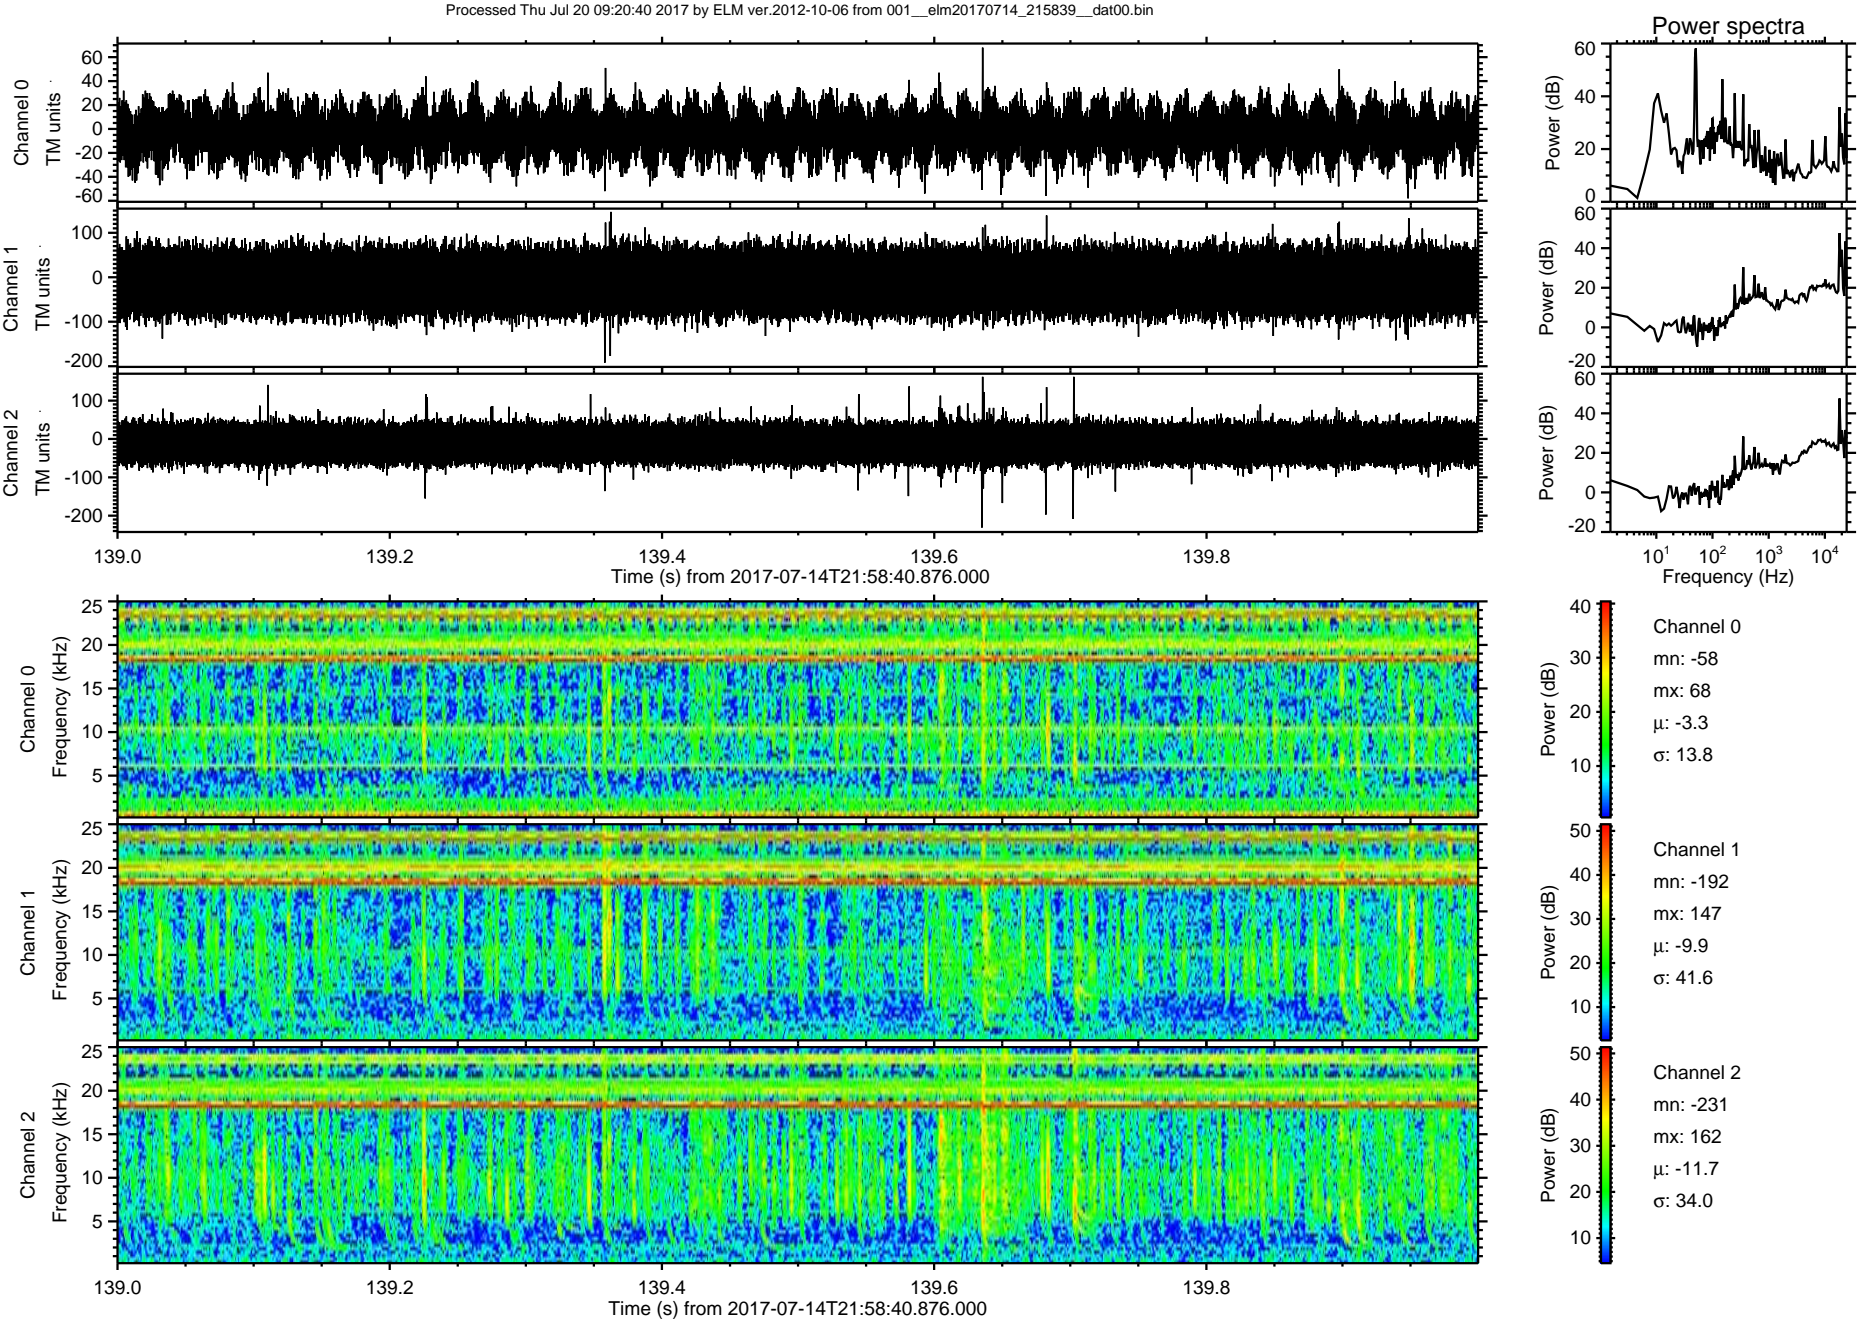 Processed Thu Jul 20 09:20:40 2017 by ELM ver.2012-10-06 from 001__elm20170714_215839__dat00.bin
Power spectra
Channel 0
TM units
60
40
20
0
-20
-40
-60
Power (dB)
60
40
20
0
Channel 1
TM units
100
0
-100
-200
Power (dB)
60
40
20
0
-20
Channel 2
TM units
100
0
-100
-200
Power (dB)
60
40
20
0
-20
139.0 139.2 139.4 139.6 139.8
Time (s) from 2017-07-14T21:58:40.876.000
10^1 10^2 10^3 10^4
Frequency (Hz)
Channel 0
Frequency (kHz)
25
20
15
10
5
Power (dB)
40
30
20
10
Channel 0
mn: -58
mx: 68
μ: -3.3
σ: 13.8
Channel 1
Frequency (kHz)
25
20
15
10
5
Power (dB)
50
40
30
20
10
Channel 1
mn: -192
mx: 147
μ: -9.9
σ: 41.6
Channel 2
Frequency (kHz)
25
20
15
10
5
Power (dB)
50
40
30
20
10
Channel 2
mn: -231
mx: 162
μ: -11.7
σ: 34.0
139.0 139.2 139.4 139.6 139.8
Time (s) from 2017-07-14T21:58:40.876.000